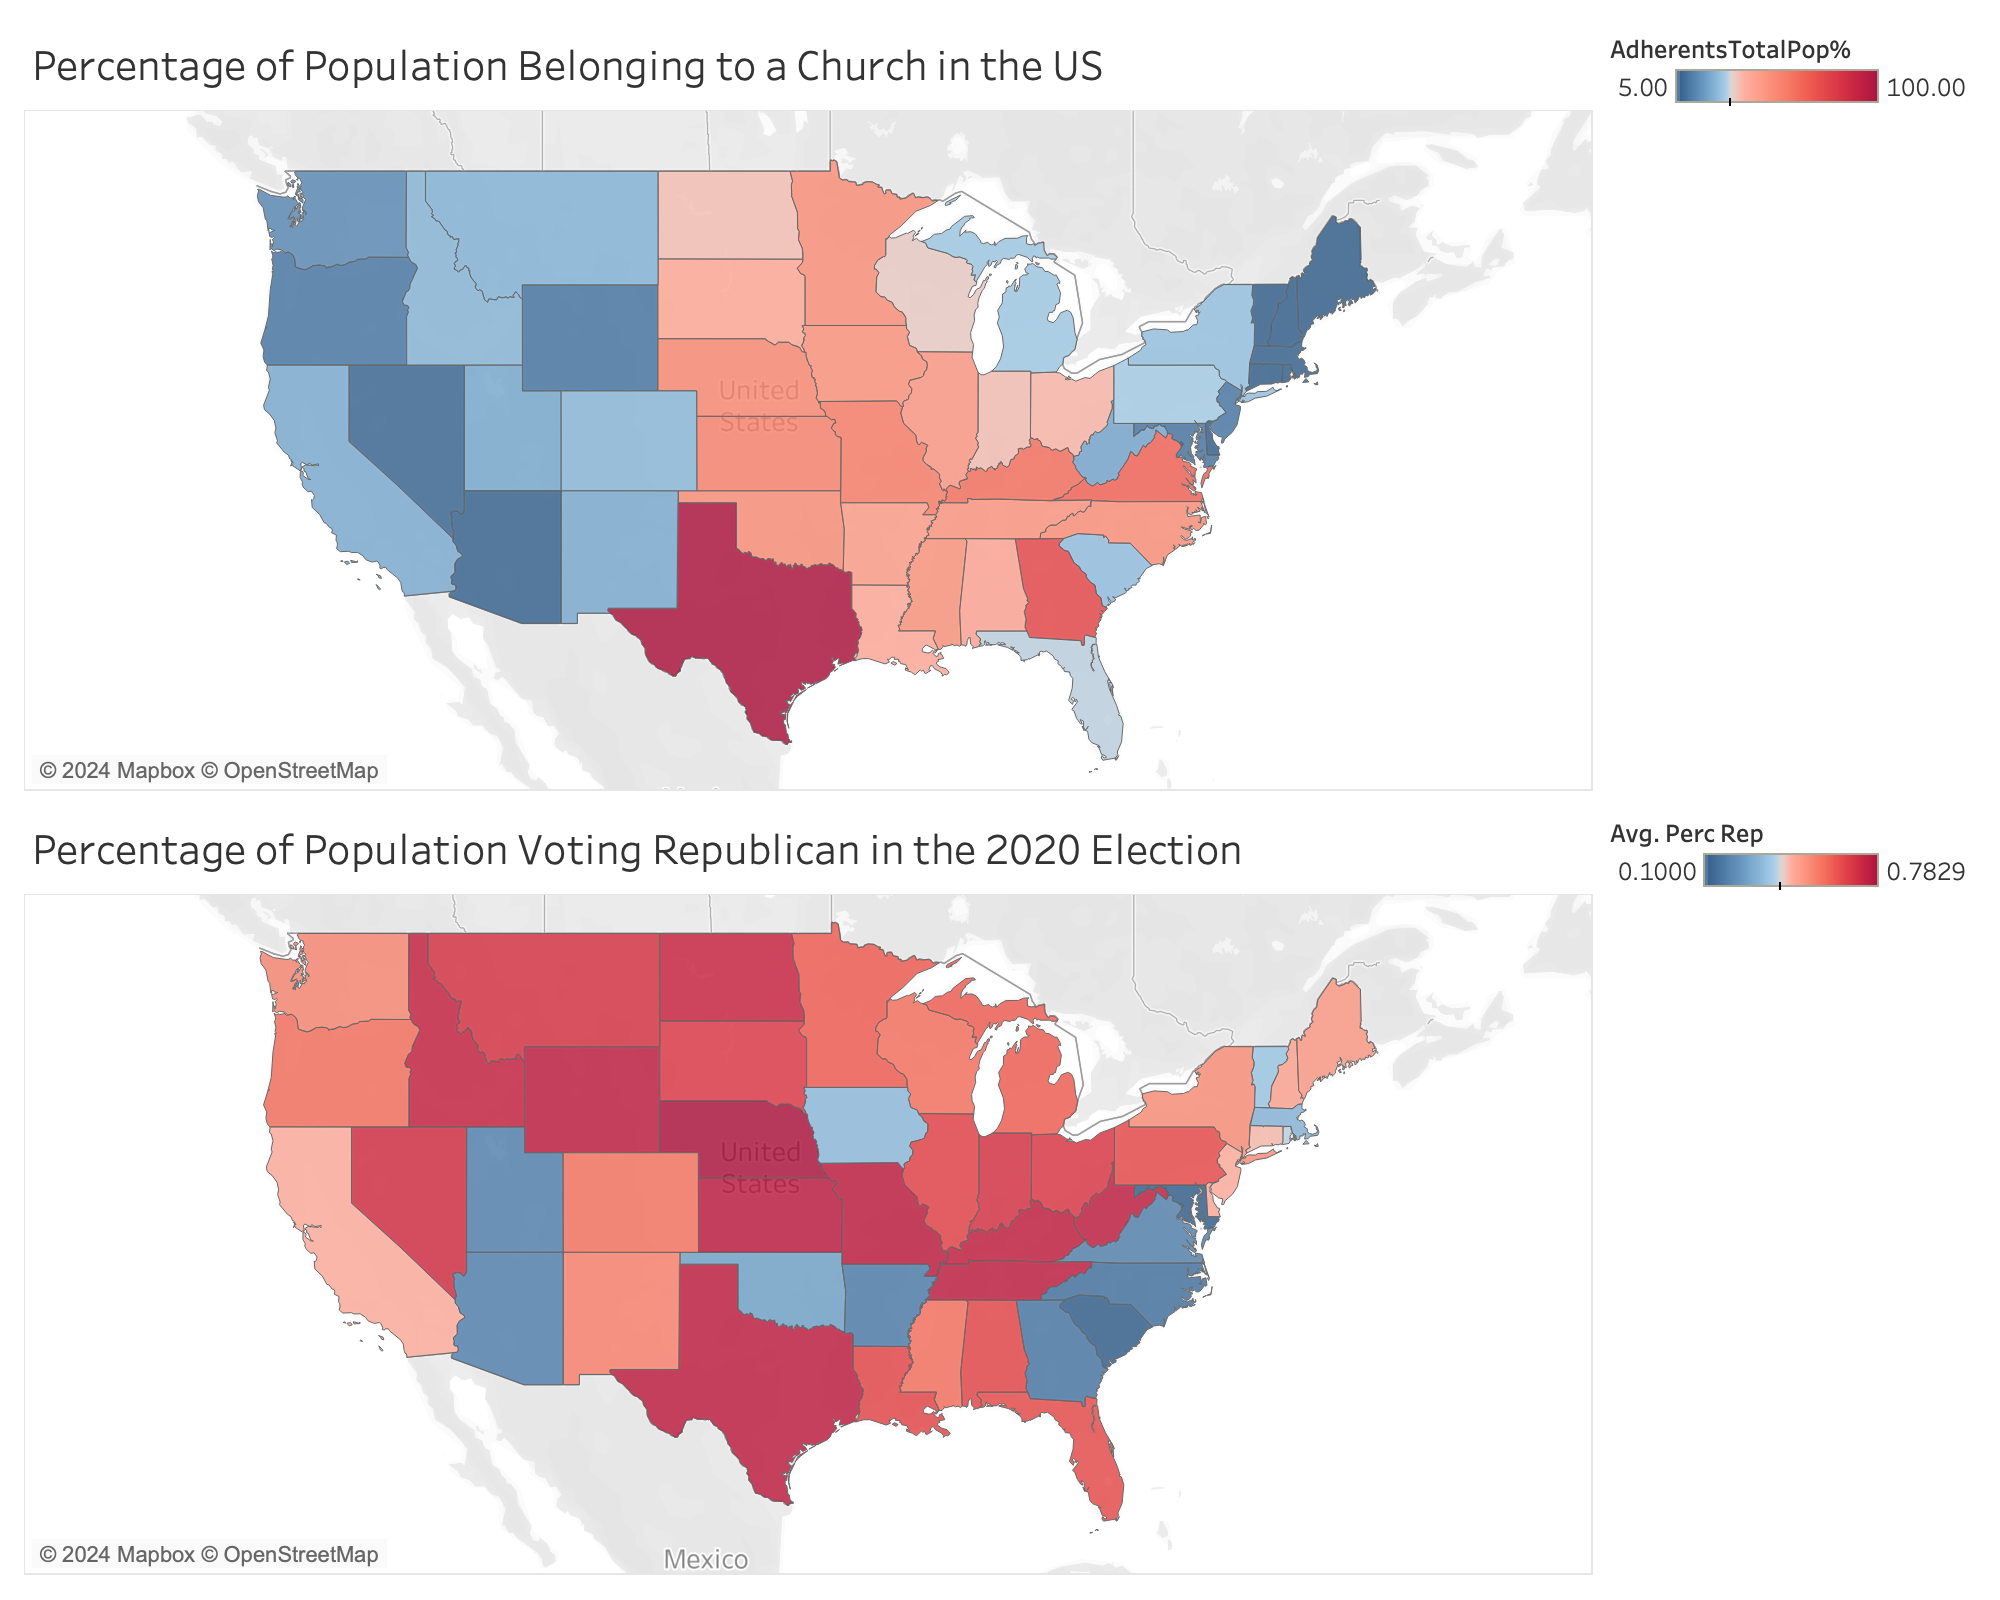 Percentage of Population Belonging to a Church in the US
AdherentsTotalPop%
5.00 100.00
United
States
© 2024 Mapbox © OpenStreetMap
Percentage of Population Voting Republican in the 2020 Election
Avg. Perc Rep
0.1000 0.7829
United
States
Mexico
© 2024 Mapbox © OpenStreetMap